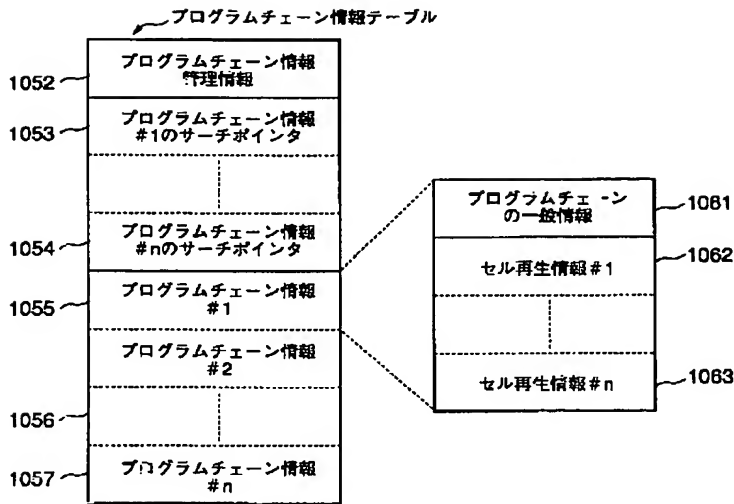 プログラムチェーン情報テーブル
プログラムチェーン情報
管理情報
1052
プログラムチェーン情報
#1のサーチポインタ
1053
プログラムチェーン情報
#nのサーチポインタ
1054
プログラムチェーン情報
#1
1055
プログラムチェーン情報
#2
1056
プログラムチェーン情報
#n
1057
プログラムチェーン
の一般情報
1061
セル再生情報#1
1062
セル再生情報#n
1063